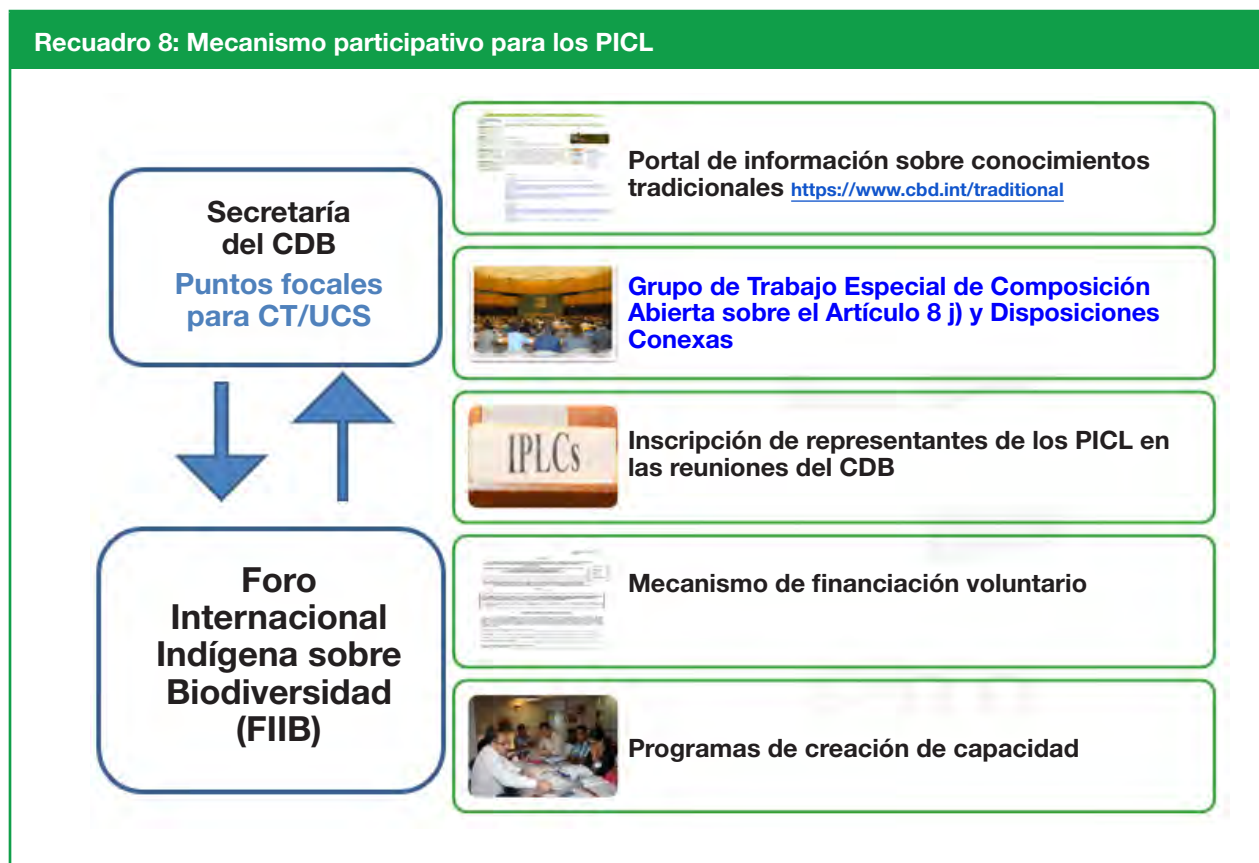 Recuadro 8: Mecanismo participativo para los PICL
Secretaría
del CDB
Puntos focales
para CT/UCS
Foro
Internacional
Indígena sobre
Biodiversidad
(FIIB)
Portal de información sobre conocimientos
tradicionales https://www.cbd.int/traditional
Grupo de Trabajo Especial de Composición
Abierta sobre el Artículo 8 j) y Disposiciones
Conexas
IPLCs
Inscripción de representantes de los PICL en
las reuniones del CDB
Mecanismo de financiación voluntario
Programas de creación de capacidad